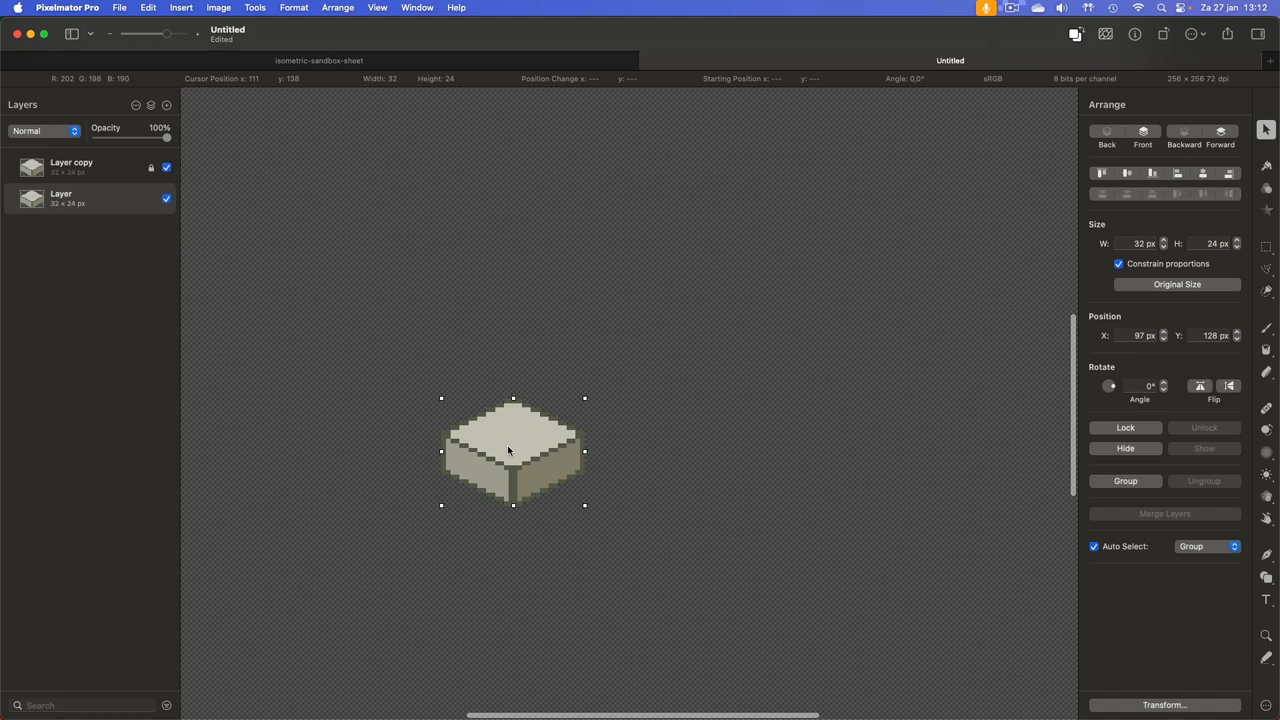 Pixelmator Pro File Edit Insert Image Tools Format Arrange View Window Help Za 27 jan 13:12
Untitled
Edited
isometric-sandbox-sheet Untitled
R: 202 G: 198 B: 190 Cursor Position x: 111 y: 138 Width: 32 Height: 24 Position Change x: --- y: --- Starting Position x: --- y: --- Angle: 0,0° sRGB 8 bits per channel 256 × 256 72 dpi
Layers
Normal Opacity 100%
Layer copy
32 × 24 px
Layer
32 × 24 px
Search
Arrange
Back Front Backward Forward
Size
W: 32 px H: 24 px
Constrain proportions
Original Size
Position
X: 97 px Y: 128 px
Rotate
0°
Angle Flip
Lock Unlock
Hide Show
Group Ungroup
Merge Layers
Auto Select: Group
Transform...